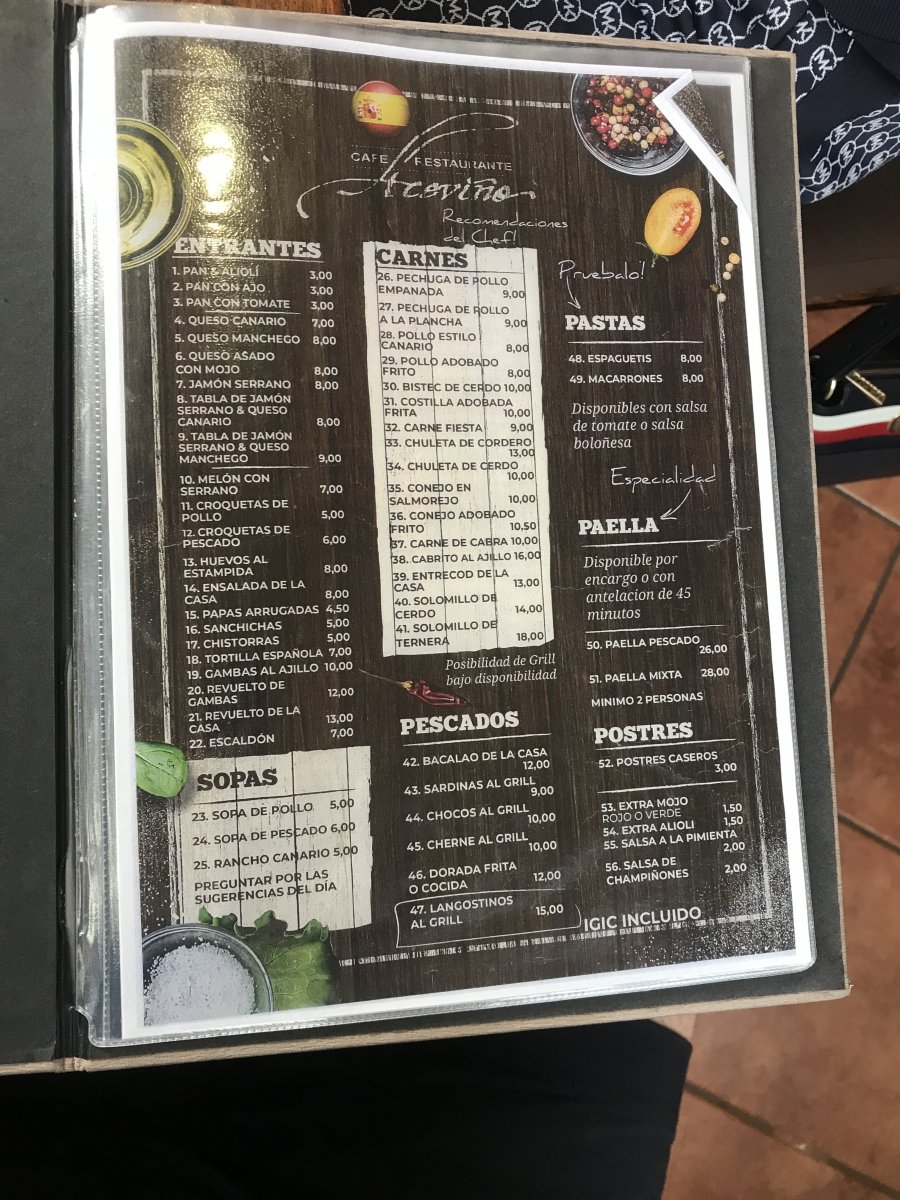 CAFE RESTAURANTE
Aceviño
Recomendaciones
del Chef!
ENTRANTES
1. PAN & ALIOLÍ 3,00
2. PAN CON AJO 3,00
3. PAN CON TOMATE 3,00
4. QUESO CANARIO 7,00
5. QUESO MANCHEGO 8,00
6. QUESO ASADO
CON MOJO 8,00
7. JAMÓN SERRANO 8,00
8. TABLA DE JAMÓN
SERRANO & QUESO
CANARIO 8,00
9. TABLA DE JAMÓN
SERRANO & QUESO
MANCHEGO 9,00
10. MELÓN CON
SERRANO 7,00
11. CROQUETAS DE
POLLO 5,00
12. CROQUETAS DE
PESCADO 6,00
13. HUEVOS AL
ESTAMPIDA 8,00
14. ENSALADA DE LA
CASA 8,00
15. PAPAS ARRUGADAS 4,50
16. SANCHICHAS 5,00
17. CHISTORRAS 5,00
18. TORTILLA ESPAÑOLA 7,00
19. GAMBAS AL AJILLO 10,00
20. REVUELTO DE
GAMBAS 12,00
21. REVUELTO DE LA
CASA 13,00
22. ESCALDÓN 7,00
SOPAS
23. SOPA DE POLLO 5,00
24. SOPA DE PESCADO 6,00
25. RANCHO CANARIO 5,00
PREGUNTAR POR LAS
SUGERENCIAS DEL DÍA
CARNES
26. PECHUGA DE POLLO
EMPANADA 9,00
27. PECHUGA DE POLLO
A LA PLANCHA 9,00
28. POLLO ESTILO
CANARIO 8,00
29. POLLO ADOBADO
FRITO 8,00
30. BISTEC DE CERDO 10,00
31. COSTILLA ADOBADA
FRITA 10,00
32. CARNE FIESTA 9,00
33. CHULETA DE CORDERO
13,00
34. CHULETA DE CERDO
10,00
35. CONEJO EN
SALMOREJO 10,00
36. CONEJO ADOBADO
FRITO 10,50
37. CARNE DE CABRA 10,00
38. CABRITO AL AJILLO 16,00
39. ENTRECOD DE LA
CASA 13,00
40. SOLOMILLO DE
CERDO 14,00
41. SOLOMILLO DE
TERNERA 18,00
Posibilidad de Grill
bajo disponibilidad
PESCADOS
42. BACALAO DE LA CASA
12,00
43. SARDINAS AL GRILL
9,00
44. CHOCOS AL GRILL
10,00
45. CHERNE AL GRILL
10,00
46. DORADA FRITA
O COCIDA 12,00
47. LANGOSTINOS
AL GRILL 15,00
Pruebalo!
PASTAS
48. ESPAGUETIS 8,00
49. MACARRONES 8,00
Disponibles con salsa
de tomate o salsa
boloñesa
Especialidad
PAELLA
Disponible por
encargo o con
antelacion de 45
minutos
50. PAELLA PESCADO
26,00
51. PAELLA MIXTA 28,00
MINIMO 2 PERSONAS
POSTRES
52. POSTRES CASEROS
3,00
53. EXTRA MOJO
ROJO O VERDE 1,50
54. EXTRA ALIOLI 1,50
55. SALSA A LA PIMIENTA
2,00
56. SALSA DE
CHAMPIÑONES 2,00
IGIC INCLUIDO